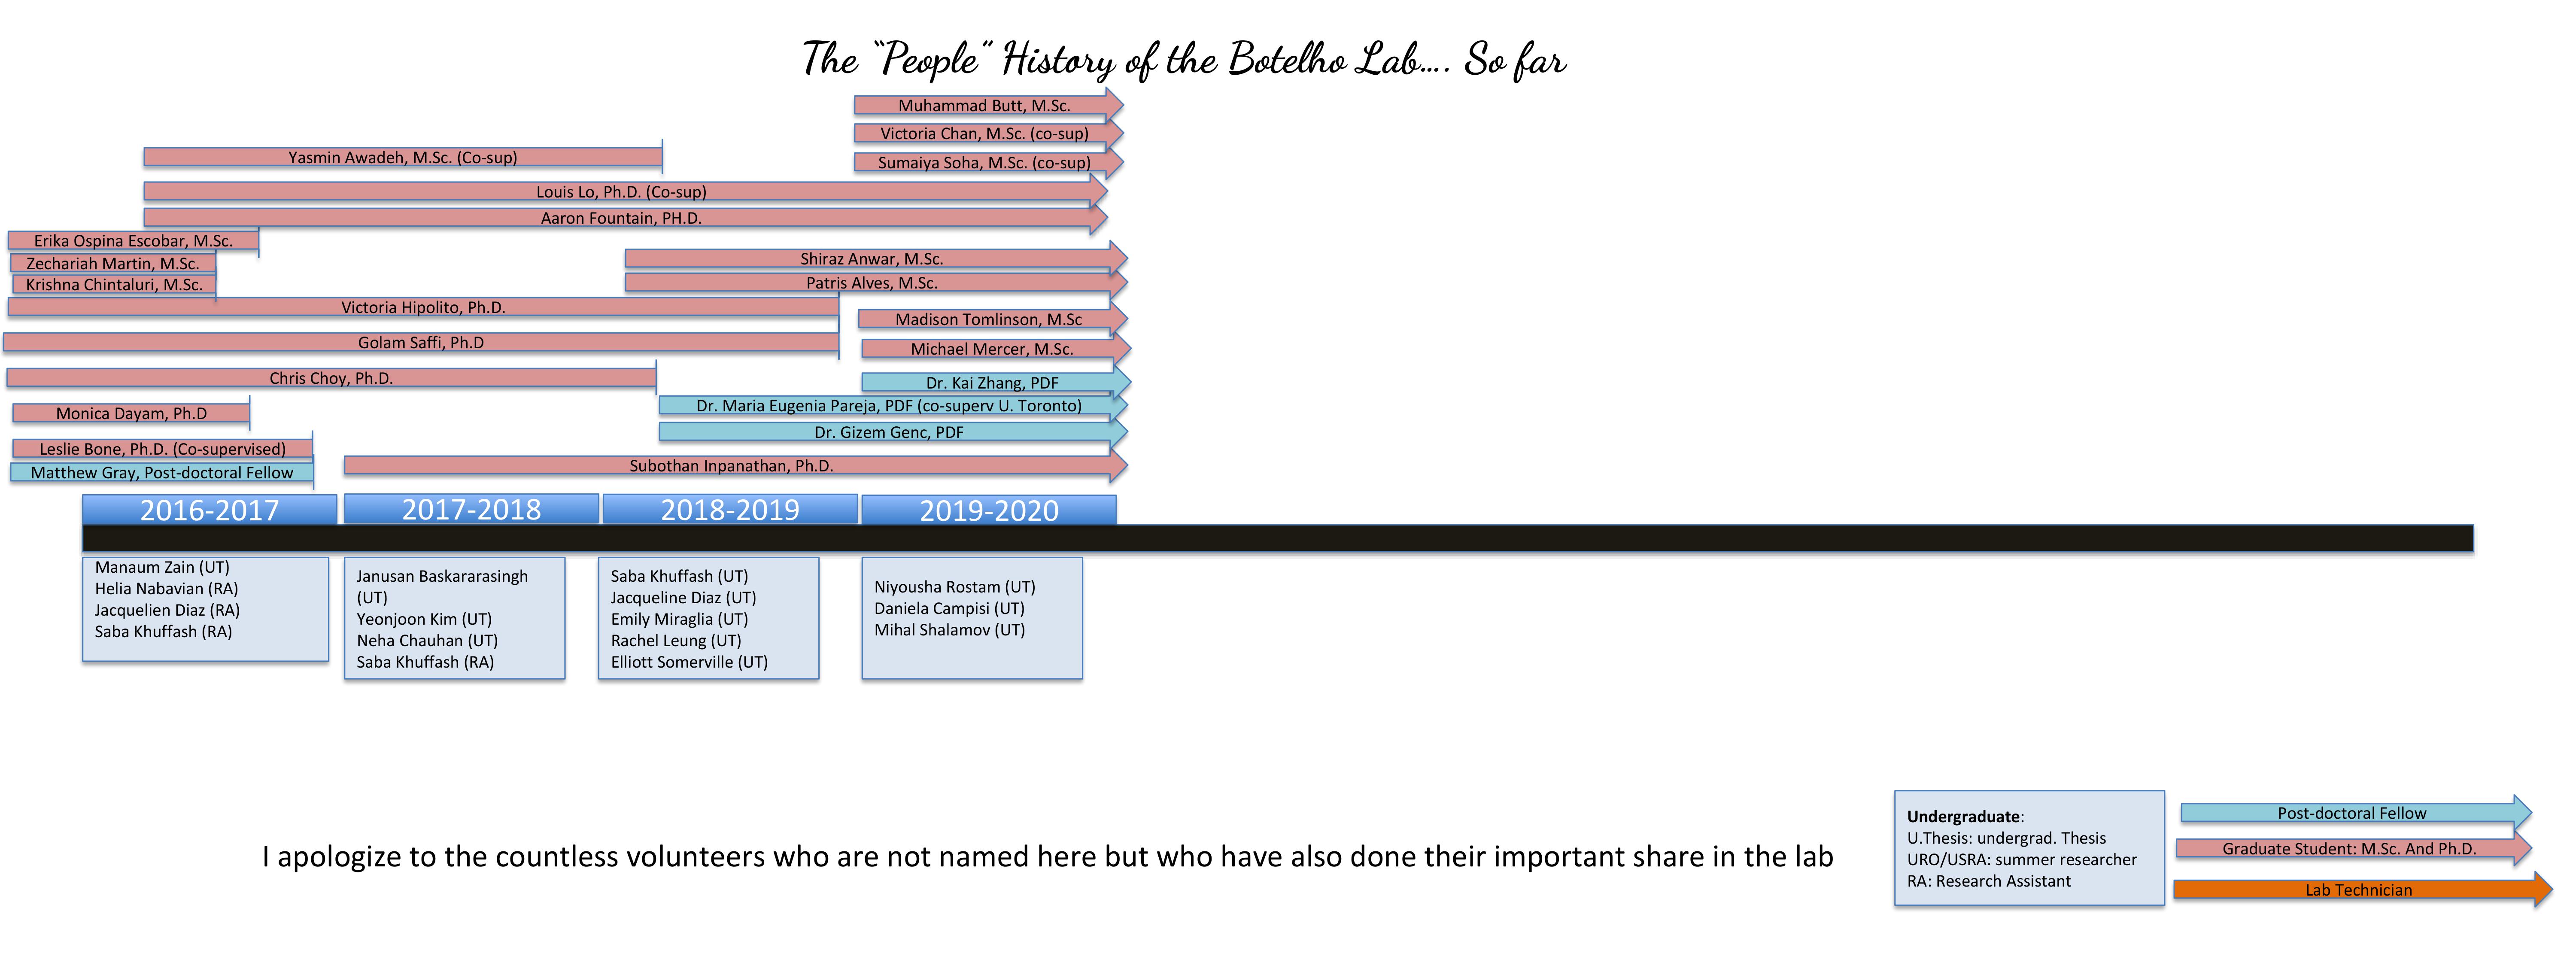 The “People” History of the Botelho Lab.... So far
Muhammad Butt, M.Sc.
Victoria Chan, M.Sc. (co-sup)
Yasmin Awadeh, M.Sc. (Co-sup)
Sumaiya Soha, M.Sc. (co-sup)
Louis Lo, Ph.D. (Co-sup)
Aaron Fountain, PH.D.
Erika Ospina Escobar, M.Sc.
Zechariah Martin, M.Sc.
Shiraz Anwar, M.Sc.
Krishna Chintaluri, M.Sc.
Patris Alves, M.Sc.
Victoria Hipolito, Ph.D.
Madison Tomlinson, M.Sc
Golam Saffi, Ph.D
Michael Mercer, M.Sc.
Chris Choy, Ph.D.
Dr. Kai Zhang, PDF
Monica Dayam, Ph.D
Dr. Maria Eugenia Pareja, PDF (co-superv U. Toronto)
Dr. Gizem Genc, PDF
Leslie Bone, Ph.D. (Co-supervised)
Matthew Gray, Post-doctoral Fellow
Subothan Inpanathan, Ph.D.
2016-2017
2017-2018
2018-2019
2019-2020
Manaum Zain (UT)
Helia Nabavian (RA)
Jacquelien Diaz (RA)
Saba Khuffash (RA)
Janusan Baskararasingh
(UT)
Yeonjoon Kim (UT)
Neha Chauhan (UT)
Saba Khuffash (RA)
Saba Khuffash (UT)
Jacqueline Diaz (UT)
Emily Miraglia (UT)
Rachel Leung (UT)
Elliott Somerville (UT)
Niyousha Rostam (UT)
Daniela Campisi (UT)
Mihal Shalamov (UT)
I apologize to the countless volunteers who are not named here but who have also done their important share in the lab
Undergraduate:
U.Thesis: undergrad. Thesis
URO/USRA: summer researcher
RA: Research Assistant
Post-doctoral Fellow
Graduate Student: M.Sc. And Ph.D.
Lab Technician